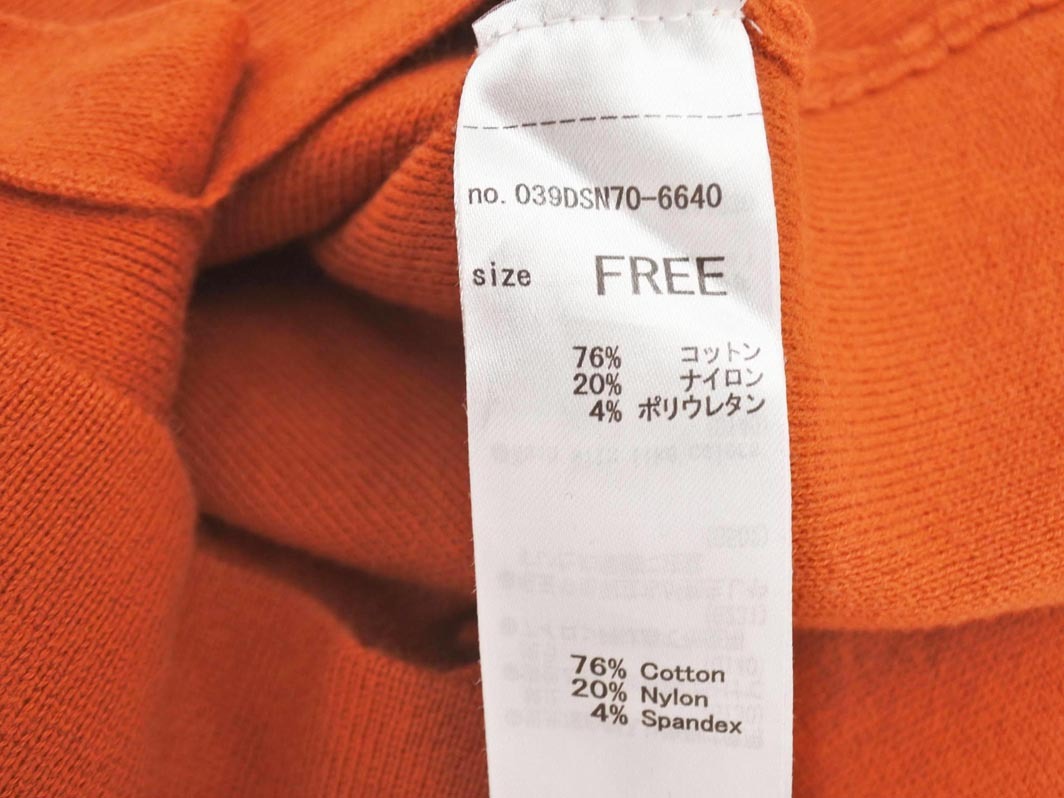 no. 039DSN70-6640
size FREE
76% コットン
20% ナイロン
4% ポリウレタン
76% Cotton
20% Nylon
4% Spandex